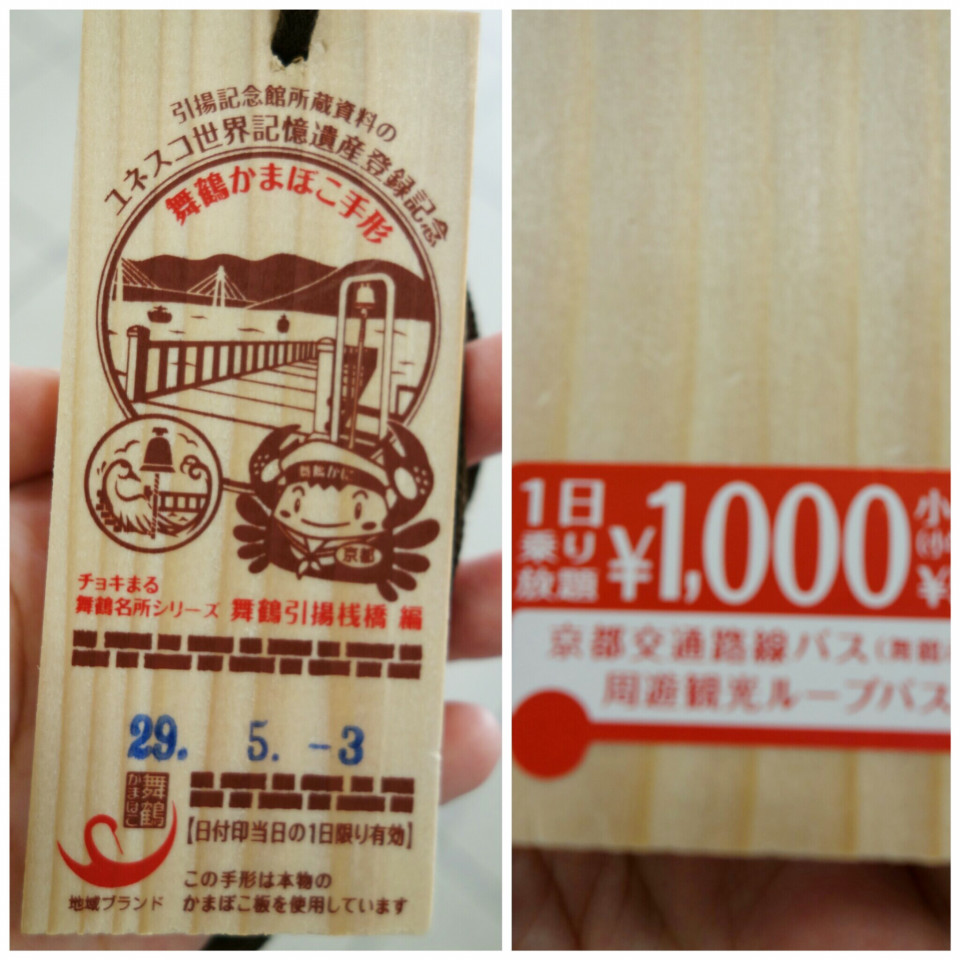 引揚記念館所蔵資料の
ユネスコ世界記憶遺産登録記念
舞鶴かまぼこ手形
舞鶴かに
京都
チョキまる
舞鶴名所シリーズ 舞鶴引揚桟橋 編
29. 5. -3
舞鶴
かまぼこ
【日付印当日の1日限り有効】
地域ブランド
この手形は本物の
かまぼこ板を使用しています
1日
乗り
放題
¥1,000
小
¥
京都交通路線バス(舞鶴
周遊観光ループバス